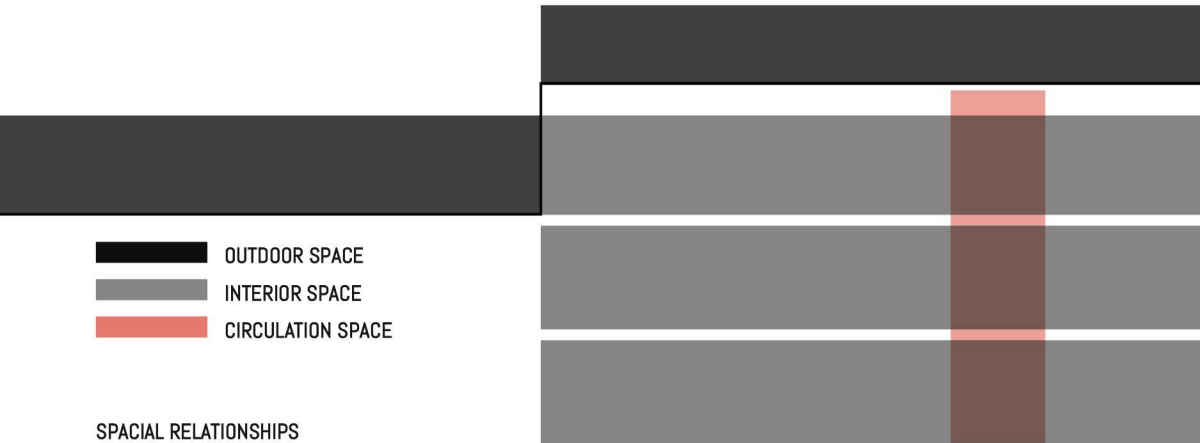 OUTDOOR SPACE
INTERIOR SPACE
CIRCULATION SPACE
SPACIAL RELATIONSHIPS